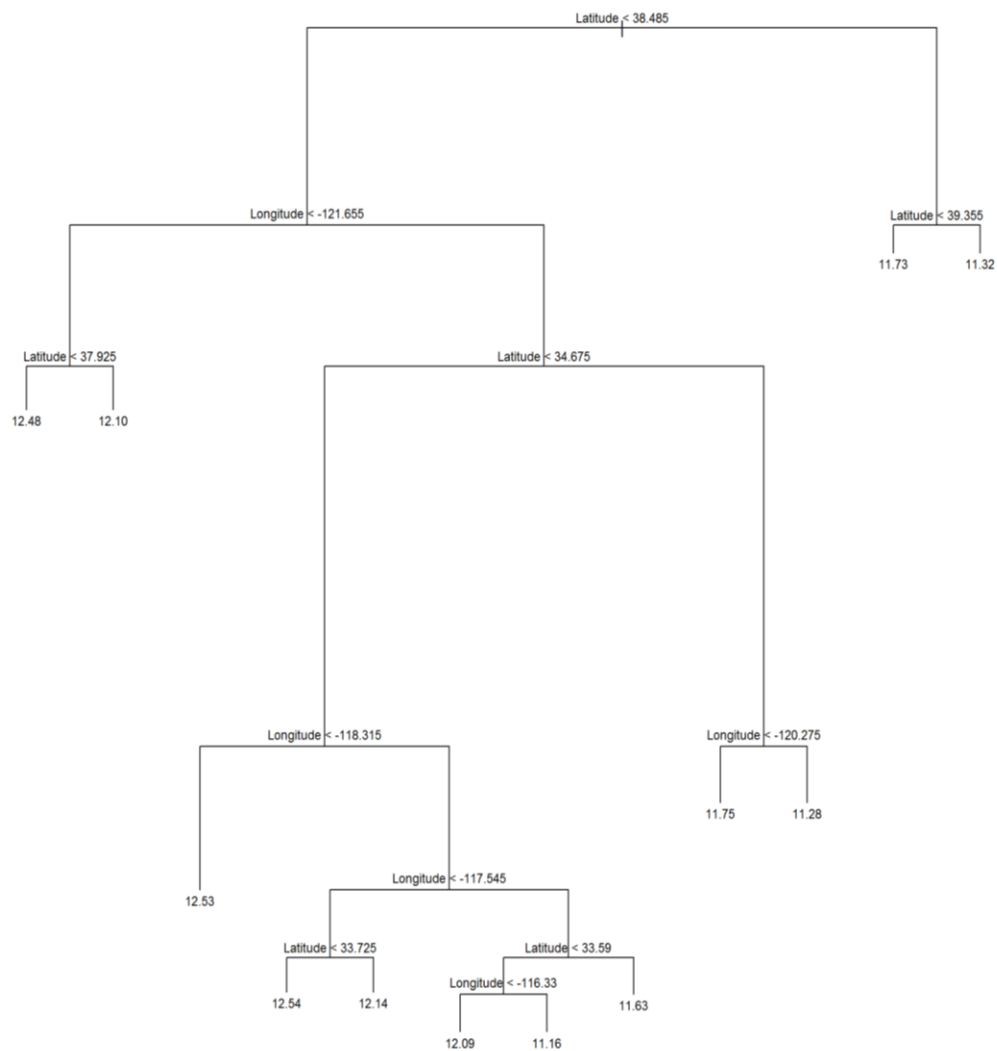 Latitude < 38.485
Longitude < -121.655
Latitude < 39.355
11.73
11.32
Latitude < 37.925
Latitude < 34.675
12.48
12.10
Longitude < -118.315
Longitude < -120.275
11.75
11.28
Longitude < -117.545
12.53
Latitude < 33.725
Latitude < 33.59
Longitude < -116.33
12.54
12.14
11.63
12.09
11.16